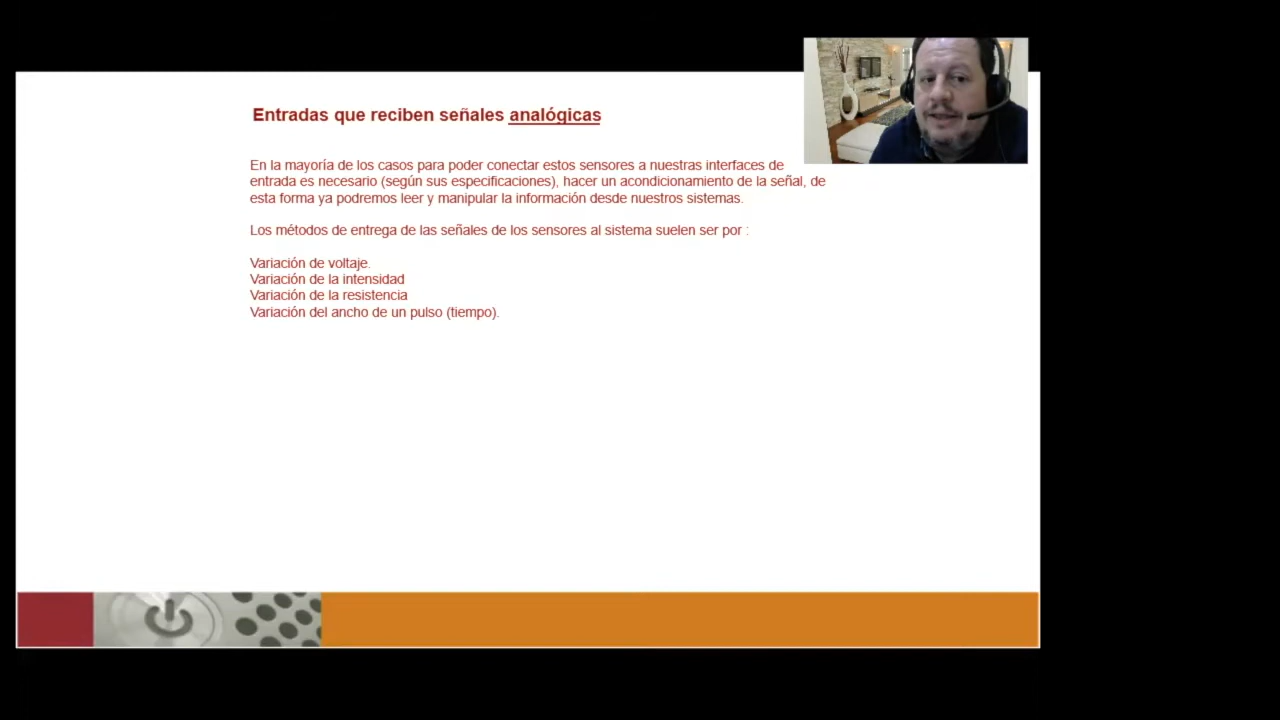 Entradas que reciben señales analógicas
En la mayoría de los casos para poder conectar estos sensores a nuestras interfaces de
entrada es necesario (según sus especificaciones), hacer un acondicionamiento de la señal, de
esta forma ya podremos leer y manipular la información desde nuestros sistemas.
Los métodos de entrega de las señales de los sensores al sistema suelen ser por :
Variación de voltaje.
Variación de la intensidad
Variación de la resistencia
Variación del ancho de un pulso (tiempo).